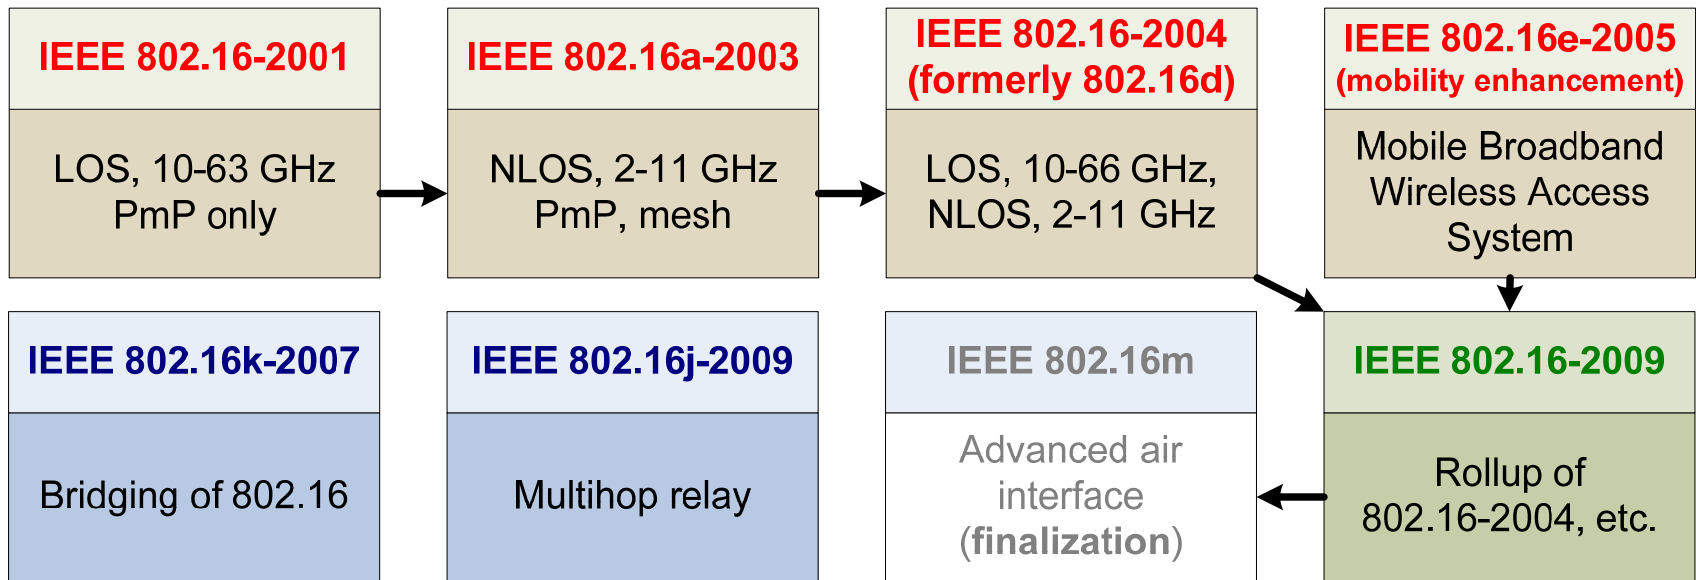 IEEE 802.16-2001
LOS, 10-63 GHz
PmP only
IEEE 802.16a-2003
NLOS, 2-11 GHz
PmP, mesh
IEEE 802.16-2004
(formerly 802.16d)
LOS, 10-66 GHz,
NLOS, 2-11 GHz
IEEE 802.16e-2005
(mobility enhancement)
Mobile Broadband
Wireless Access
System
IEEE 802.16k-2007
Bridging of 802.16
IEEE 802.16j-2009
Multihop relay
IEEE 802.16m
Advanced air
interface
(finalization)
IEEE 802.16-2009
Rollup of
802.16-2004, etc.